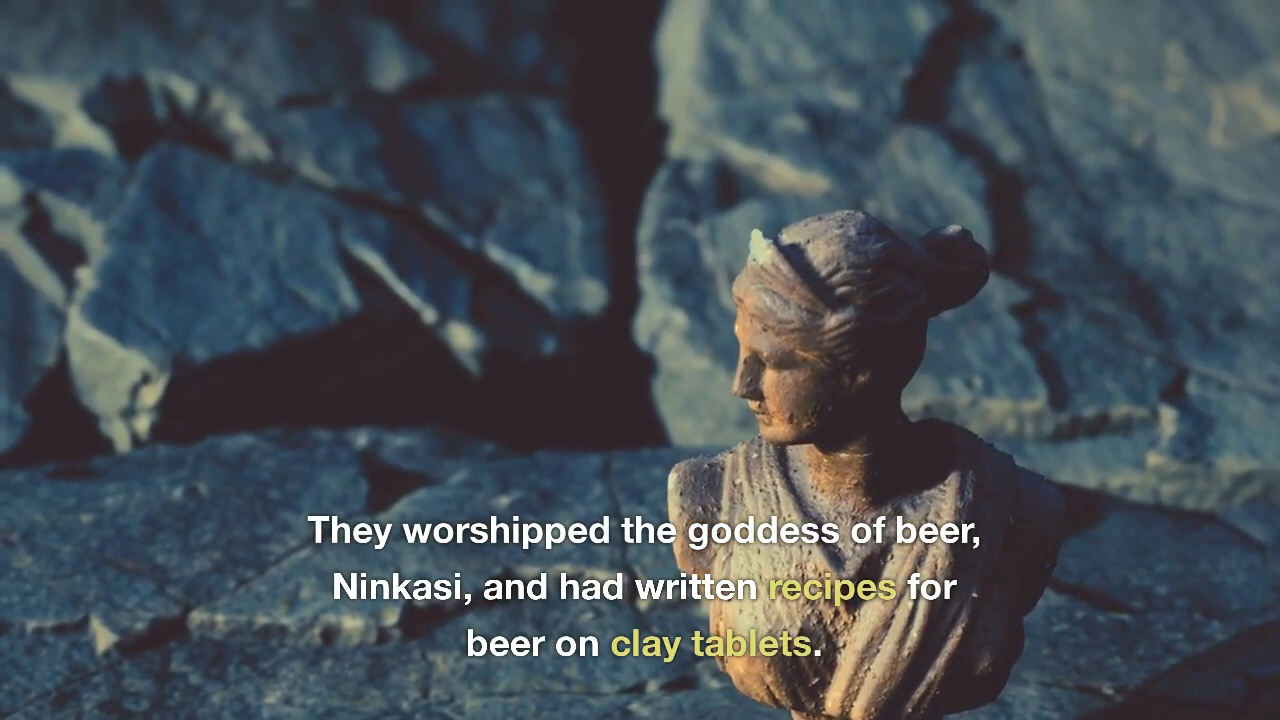 They worshipped the goddess of beer,
Ninkasi, and had written recipes for
beer on clay tablets.